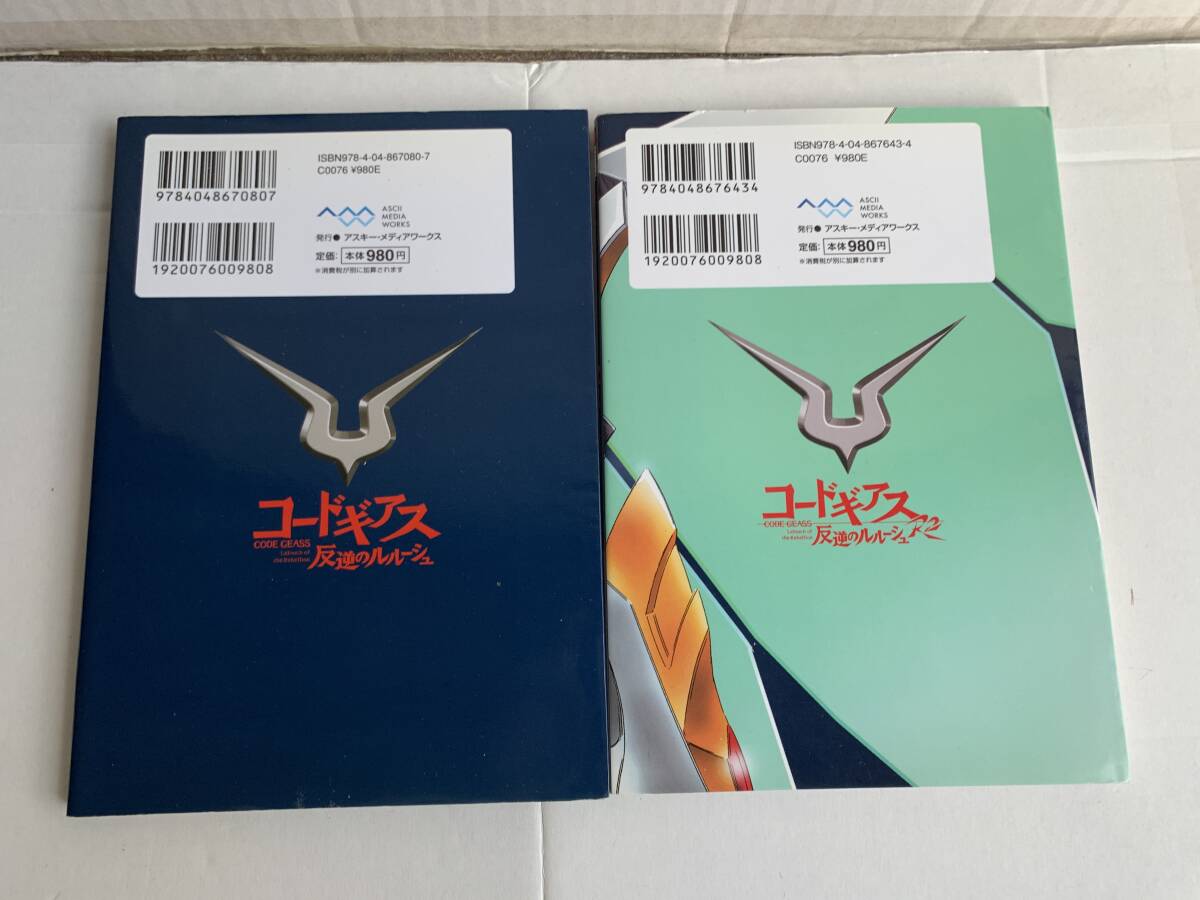 ISBN978-4-04-867080-7
C0076 ¥980E
9784048670807
ASCII
MEDIA
WORKS
発行● アスキー・メディアワークス
定価: 本体980円
※消費税が別に加算されます
1920076009808
コードギアス
CODE GEASS
Lelouch of
the Rebellion
反逆のルルーシュ
ISBN978-4-04-867643-4
C0076 ¥980E
9784048676434
ASCII
MEDIA
WORKS
発行● アスキー・メディアワークス
定価: 本体980円
※消費税が別に加算されます
1920076009808
コードギアス
CODE GEASS
Lelouch of
the Rebellion
反逆のルルーシュ R2